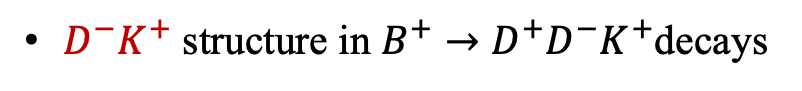 • D⁻K⁺ structure in B⁺ → D⁺D⁻K⁺decays